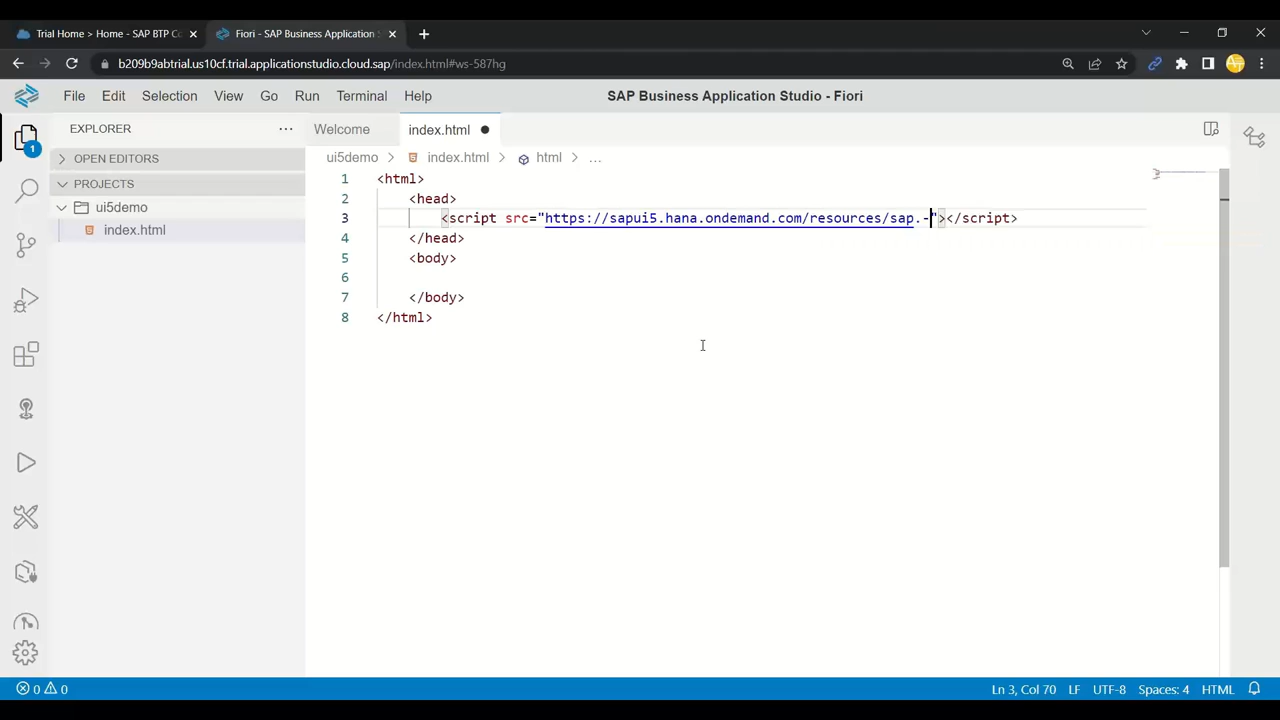 Trial Home > Home - SAP BTP Co
Fiori - SAP Business Application
b209b9abtrial.us10cf.trial.applicationstudio.cloud.sap/index.html#ws-587hg
File Edit Selection View Go Run Terminal Help
SAP Business Application Studio - Fiori
EXPLORER
Welcome
index.html
OPEN EDITORS
PROJECTS
ui5demo
index.html
1
ui5demo > index.html > html > ...
1 <html>
2 <head>
3 <script src="https://sapui5.hana.ondemand.com/resources/sap.-"></script>
4 </head>
5 <body>
6
7 </body>
8 </html>
0 0
Ln 3, Col 70 LF UTF-8 Spaces: 4 HTML